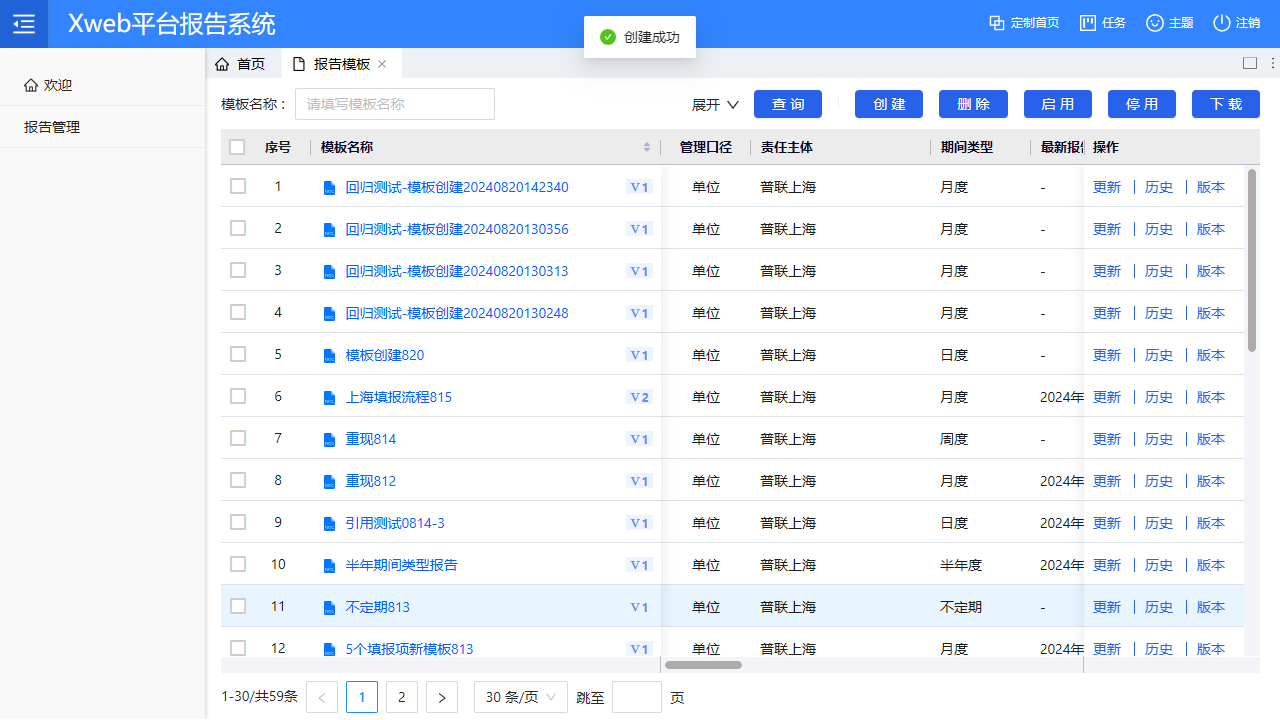 Xweb平台报告系统
创建成功
定制首页 任务 主题 注销
欢迎
报告管理
首页 报告模板
模板名称： 请填写模板名称 展开 查 询 创 建 删 除 启 用 停 用 下 载
序号 模板名称 管理口径 责任主体 期间类型 最新报告 操作
1 回归测试-模板创建20240820142340 V1 单位 普联上海 月度 - 更新 历史 版本
2 回归测试-模板创建20240820130356 V1 单位 普联上海 月度 - 更新 历史 版本
3 回归测试-模板创建20240820130313 V1 单位 普联上海 月度 - 更新 历史 版本
4 回归测试-模板创建20240820130248 V1 单位 普联上海 月度 - 更新 历史 版本
5 模板创建820 V1 单位 普联上海 日度 - 更新 历史 版本
6 上海填报流程815 V2 单位 普联上海 月度 2024年 更新 历史 版本
7 重现814 V1 单位 普联上海 周度 - 更新 历史 版本
8 重现812 V1 单位 普联上海 月度 2024年 更新 历史 版本
9 引用测试0814-3 V1 单位 普联上海 日度 2024年 更新 历史 版本
10 半年期间类型报告 V1 单位 普联上海 半年度 2024年 更新 历史 版本
11 不定期813 V1 单位 普联上海 不定期 - 更新 历史 版本
12 5个填报项新模板813 V1 单位 普联上海 月度 2024年 更新 历史 版本
1-30/共59条 < 1 2 > 30 条/页 跳至 页